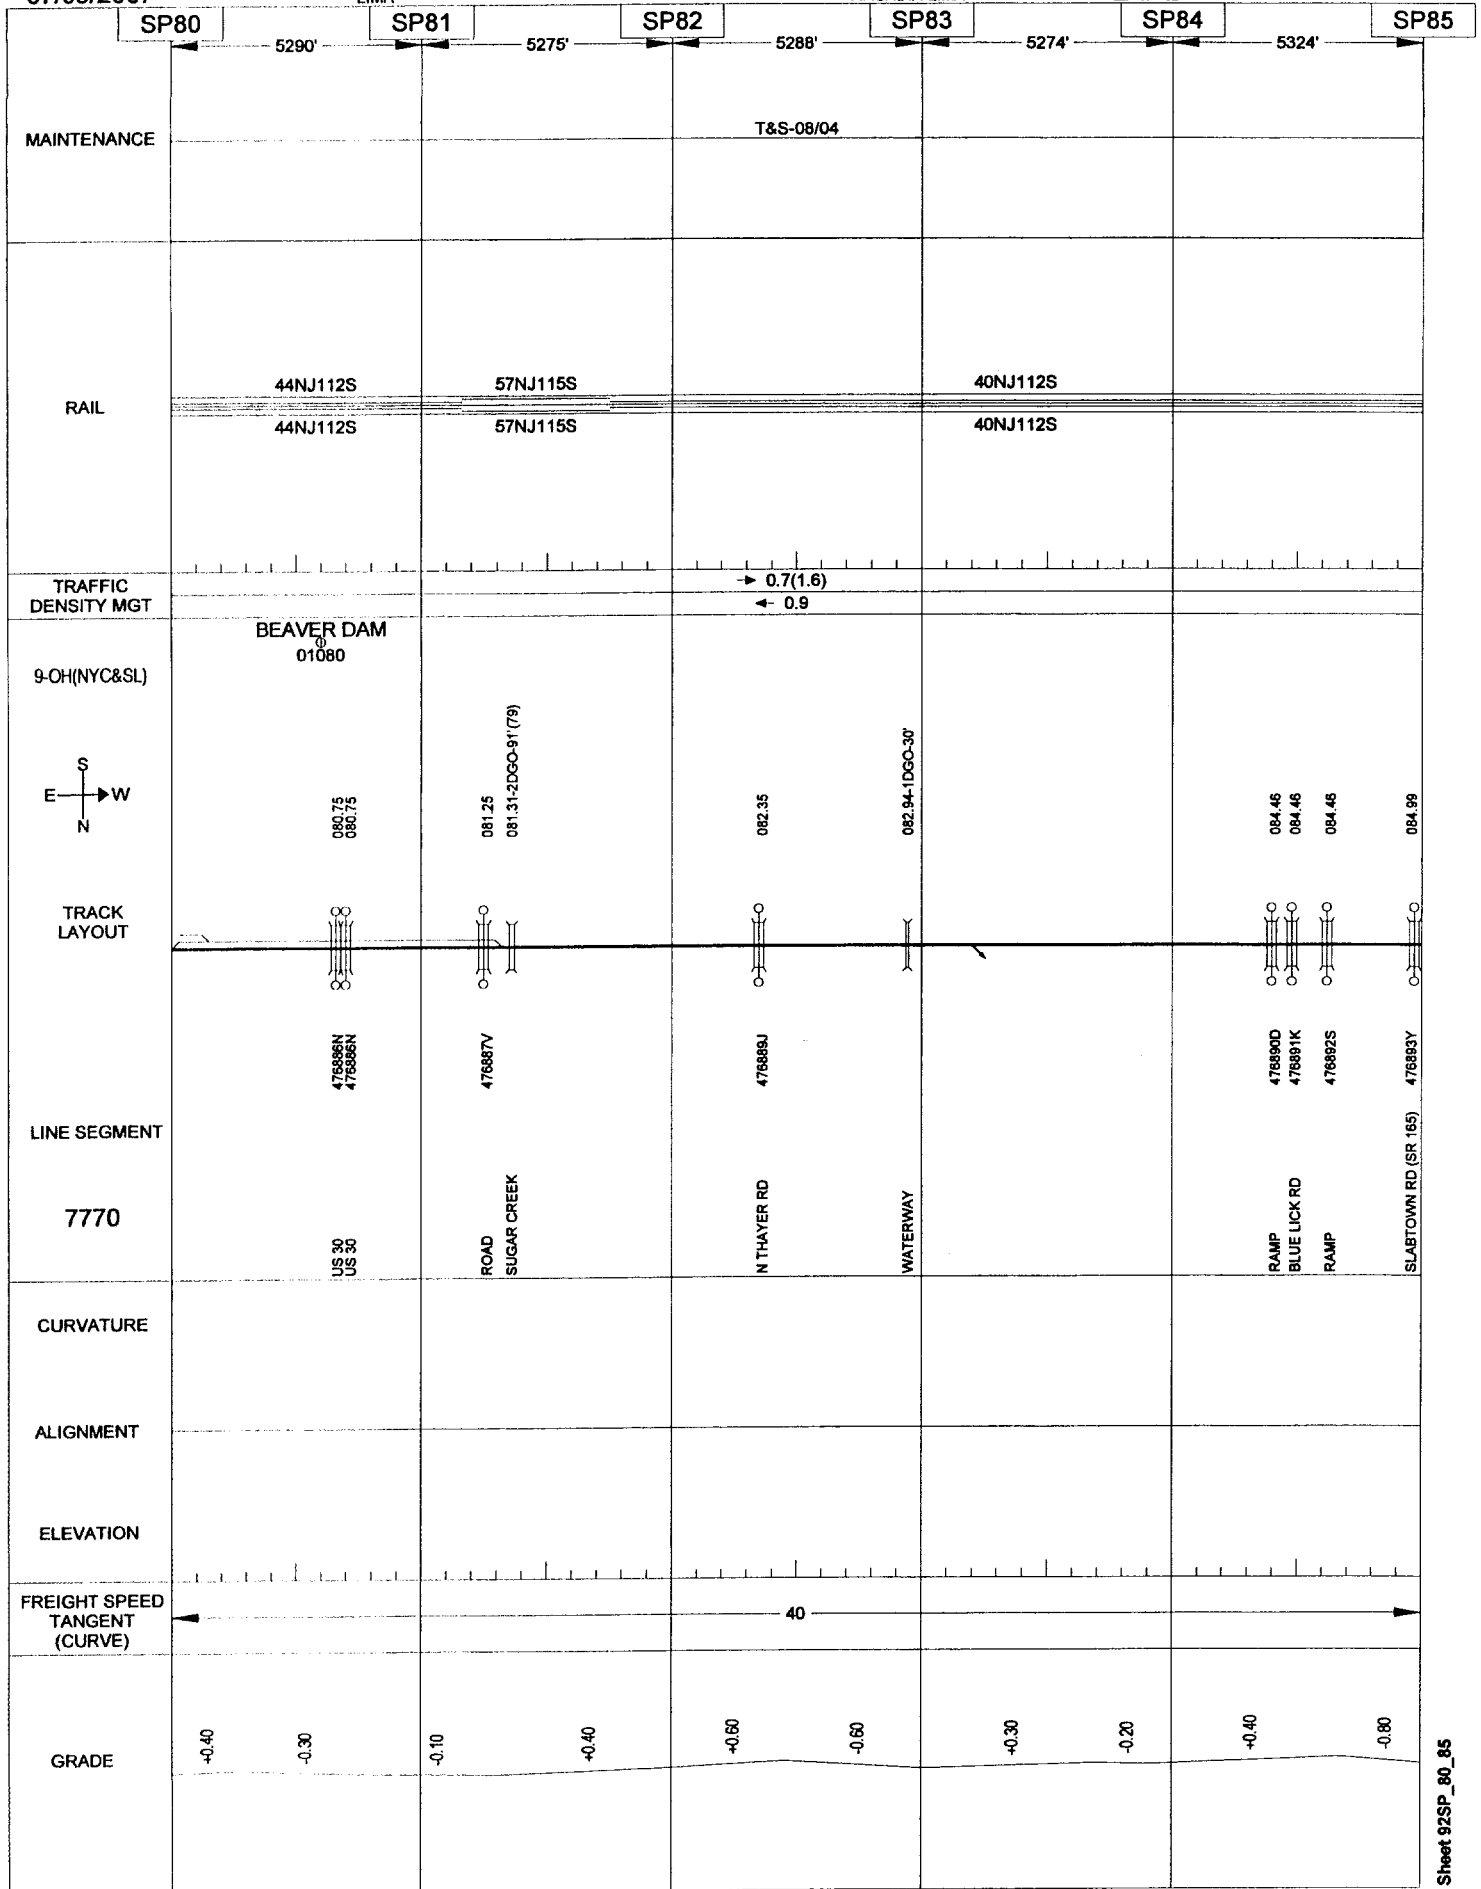 SP80 SP81 SP82 SP83 SP84 SP85
5290' 5275' 5288' 5274' 5324'
MAINTENANCE
T&S-08/04
RAIL
44NJ112S 57NJ115S 40NJ112S
44NJ112S 57NJ115S 40NJ112S
TRAFFIC
DENSITY MGT
0.7(1.6)
0.9
BEAVER DAM
01080
9-OH(NYC&SL)
S
E W
N
080.75
080.75
081.25
081.31-2DGO-91'(79)
082.35
082.94-1DGO-30'
084.46
084.46
084.46
084.99
TRACK
LAYOUT
476886N
476886N
476887V
476889J
476890D
476891K
476892S
476893Y
LINE SEGMENT
7770
US 30
US 30
ROAD
SUGAR CREEK
N THAYER RD
WATERWAY
RAMP
BLUE LICK RD
RAMP
SLABTOWN RD (SR 165)
CURVATURE
ALIGNMENT
ELEVATION
FREIGHT SPEED
TANGENT
(CURVE)
40
GRADE
+0.40
-0.30
-0.10
+0.40
+0.60
-0.60
+0.30
-0.20
+0.40
-0.80
Sheet 92SP_80_85